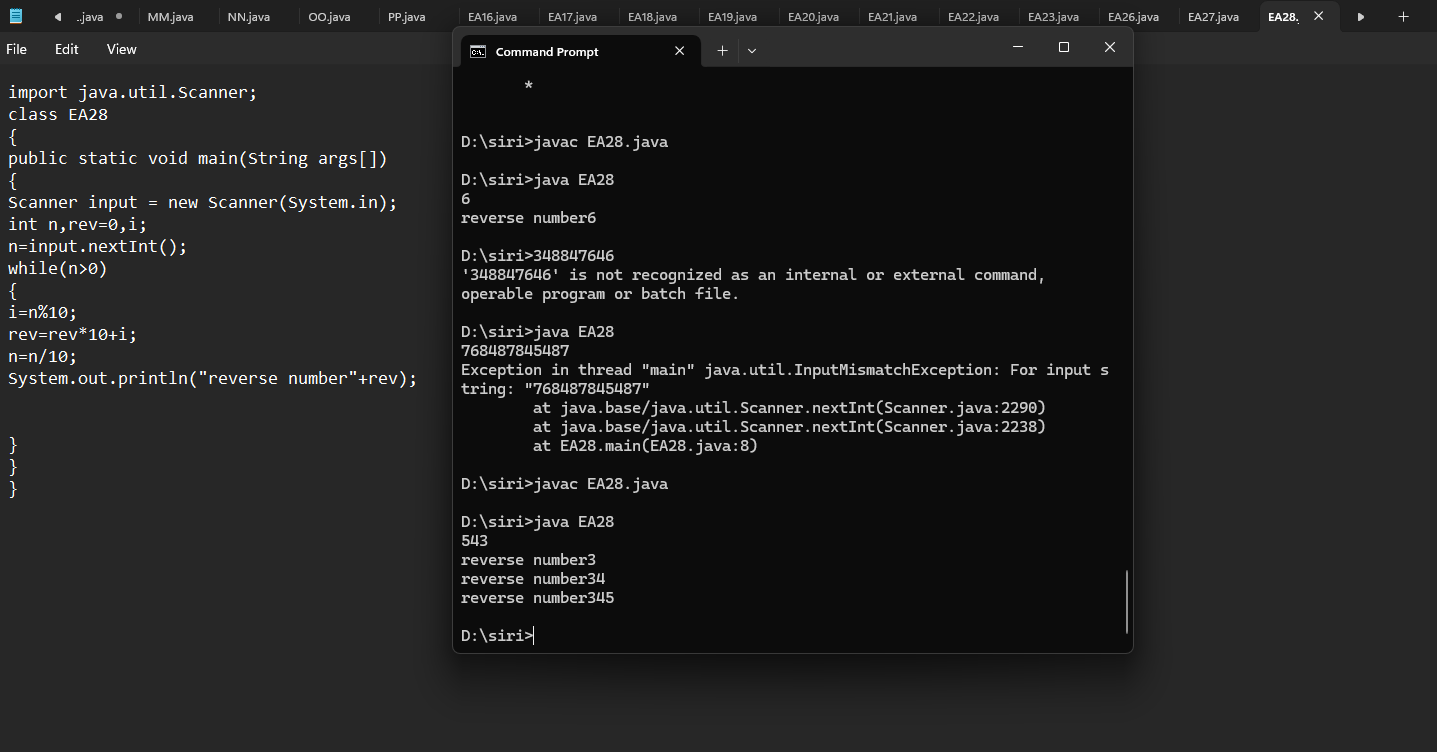 ..java MM.java NN.java OO.java PP.java EA16.java EA17.java EA18.java EA19.java EA20.java EA21.java EA22.java EA23.java EA26.java EA27.java EA28.
File Edit View
import java.util.Scanner;
class EA28
{
public static void main(String args[])
{
Scanner input = new Scanner(System.in);
int n,rev=0,i;
n=input.nextInt();
while(n>0)
{
i=n%10;
rev=rev*10+i;
n=n/10;
System.out.println("reverse number"+rev);
}
}
}
Command Prompt
*
D:\siri>javac EA28.java
D:\siri>java EA28
6
reverse number6
D:\siri>348847646
'348847646' is not recognized as an internal or external command,
operable program or batch file.
D:\siri>java EA28
768487845487
Exception in thread "main" java.util.InputMismatchException: For input s
tring: "768487845487"
at java.base/java.util.Scanner.nextInt(Scanner.java:2290)
at java.base/java.util.Scanner.nextInt(Scanner.java:2238)
at EA28.main(EA28.java:8)
D:\siri>javac EA28.java
D:\siri>java EA28
543
reverse number3
reverse number34
reverse number345
D:\siri>